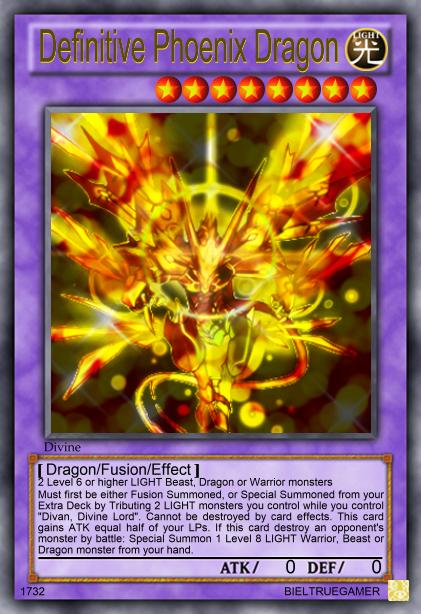 Definitive Phoenix Dragon
LIGHT
光
Divine
[ Dragon/Fusion/Effect ]
2 Level 6 or higher LIGHT Beast, Dragon or Warrior monsters
Must first be either Fusion Summoned, or Special Summoned from your
Extra Deck by Tributing 2 LIGHT monsters you control while you control
"Divan, Divine Lord". Cannot be destroyed by card effects. This card
gains ATK equal half of your LPs. If this card destroy an opponent's
monster by battle: Special Summon 1 Level 8 LIGHT Warrior, Beast or
Dragon monster from your hand.
ATK/ 0 DEF/ 0
1732 BIELTRUEGAMER